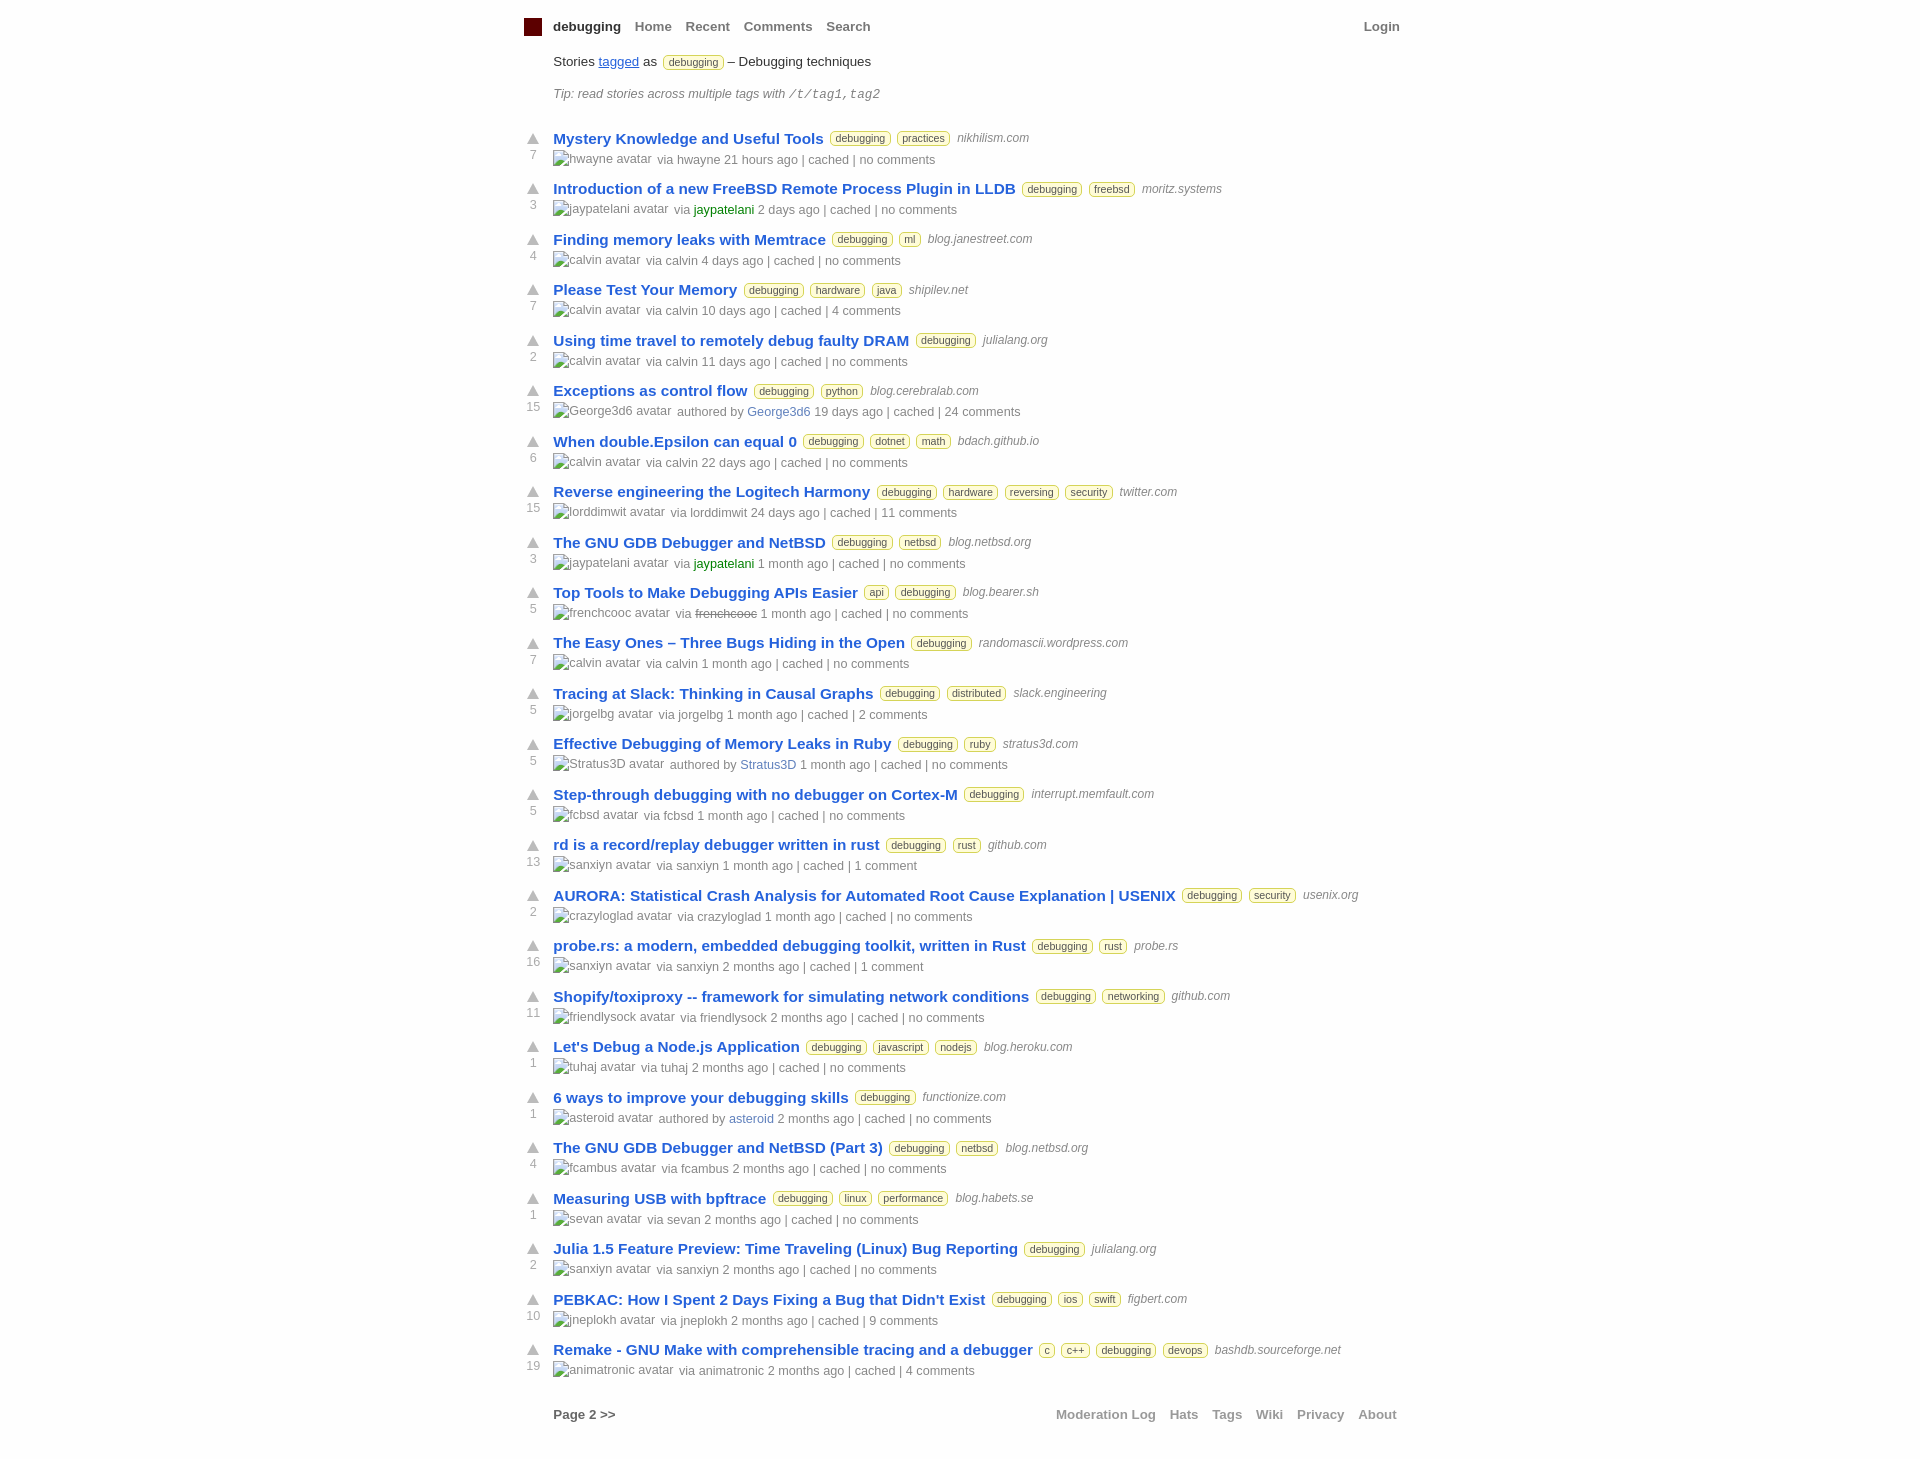 debugging Home Recent Comments Search Login
Stories tagged as debugging – Debugging techniques
Tip: read stories across multiple tags with /t/tag1,tag2
Mystery Knowledge and Useful Tools debugging practices nikhilism.com
7 hwayne avatar via hwayne 21 hours ago | cached | no comments
Introduction of a new FreeBSD Remote Process Plugin in LLDB debugging freebsd moritz.systems
3 jaypatelani avatar via jaypatelani 2 days ago | cached | no comments
Finding memory leaks with Memtrace debugging ml blog.janestreet.com
4 calvin avatar via calvin 4 days ago | cached | no comments
Please Test Your Memory debugging hardware java shipilev.net
7 calvin avatar via calvin 10 days ago | cached | 4 comments
Using time travel to remotely debug faulty DRAM debugging julialang.org
2 calvin avatar via calvin 11 days ago | cached | no comments
Exceptions as control flow debugging python blog.cerebralab.com
15 George3d6 avatar authored by George3d6 19 days ago | cached | 24 comments
When double.Epsilon can equal 0 debugging dotnet math bdach.github.io
6 calvin avatar via calvin 22 days ago | cached | no comments
Reverse engineering the Logitech Harmony debugging hardware reversing security twitter.com
15 lorddimwit avatar via lorddimwit 24 days ago | cached | 11 comments
The GNU GDB Debugger and NetBSD debugging netbsd blog.netbsd.org
3 jaypatelani avatar via jaypatelani 1 month ago | cached | no comments
Top Tools to Make Debugging APIs Easier api debugging blog.bearer.sh
5 frenchcooc avatar via frenchcooc 1 month ago | cached | no comments
The Easy Ones – Three Bugs Hiding in the Open debugging randomascii.wordpress.com
7 calvin avatar via calvin 1 month ago | cached | no comments
Tracing at Slack: Thinking in Causal Graphs debugging distributed slack.engineering
5 jorgelbg avatar via jorgelbg 1 month ago | cached | 2 comments
Effective Debugging of Memory Leaks in Ruby debugging ruby stratus3d.com
5 Stratus3D avatar authored by Stratus3D 1 month ago | cached | no comments
Step-through debugging with no debugger on Cortex-M debugging interrupt.memfault.com
5 fcbsd avatar via fcbsd 1 month ago | cached | no comments
rd is a record/replay debugger written in rust debugging rust github.com
13 sanxiyn avatar via sanxiyn 1 month ago | cached | 1 comment
AURORA: Statistical Crash Analysis for Automated Root Cause Explanation | USENIX debugging security usenix.org
2 crazyloglad avatar via crazyloglad 1 month ago | cached | no comments
probe.rs: a modern, embedded debugging toolkit, written in Rust debugging rust probe.rs
16 sanxiyn avatar via sanxiyn 2 months ago | cached | 1 comment
Shopify/toxiproxy -- framework for simulating network conditions debugging networking github.com
11 friendlysock avatar via friendlysock 2 months ago | cached | no comments
Let's Debug a Node.js Application debugging javascript nodejs blog.heroku.com
1 tuhaj avatar via tuhaj 2 months ago | cached | no comments
6 ways to improve your debugging skills debugging functionize.com
1 asteroid avatar authored by asteroid 2 months ago | cached | no comments
The GNU GDB Debugger and NetBSD (Part 3) debugging netbsd blog.netbsd.org
4 fcambus avatar via fcambus 2 months ago | cached | no comments
Measuring USB with bpftrace debugging linux performance blog.habets.se
1 sevan avatar via sevan 2 months ago | cached | no comments
Julia 1.5 Feature Preview: Time Traveling (Linux) Bug Reporting debugging julialang.org
2 sanxiyn avatar via sanxiyn 2 months ago | cached | no comments
PEBKAC: How I Spent 2 Days Fixing a Bug that Didn't Exist debugging ios swift figbert.com
10 jneplokh avatar via jneplokh 2 months ago | cached | 9 comments
Remake - GNU Make with comprehensible tracing and a debugger c c++ debugging devops bashdb.sourceforge.net
19 animatronic avatar via animatronic 2 months ago | cached | 4 comments
Page 2 >> Moderation Log Hats Tags Wiki Privacy About